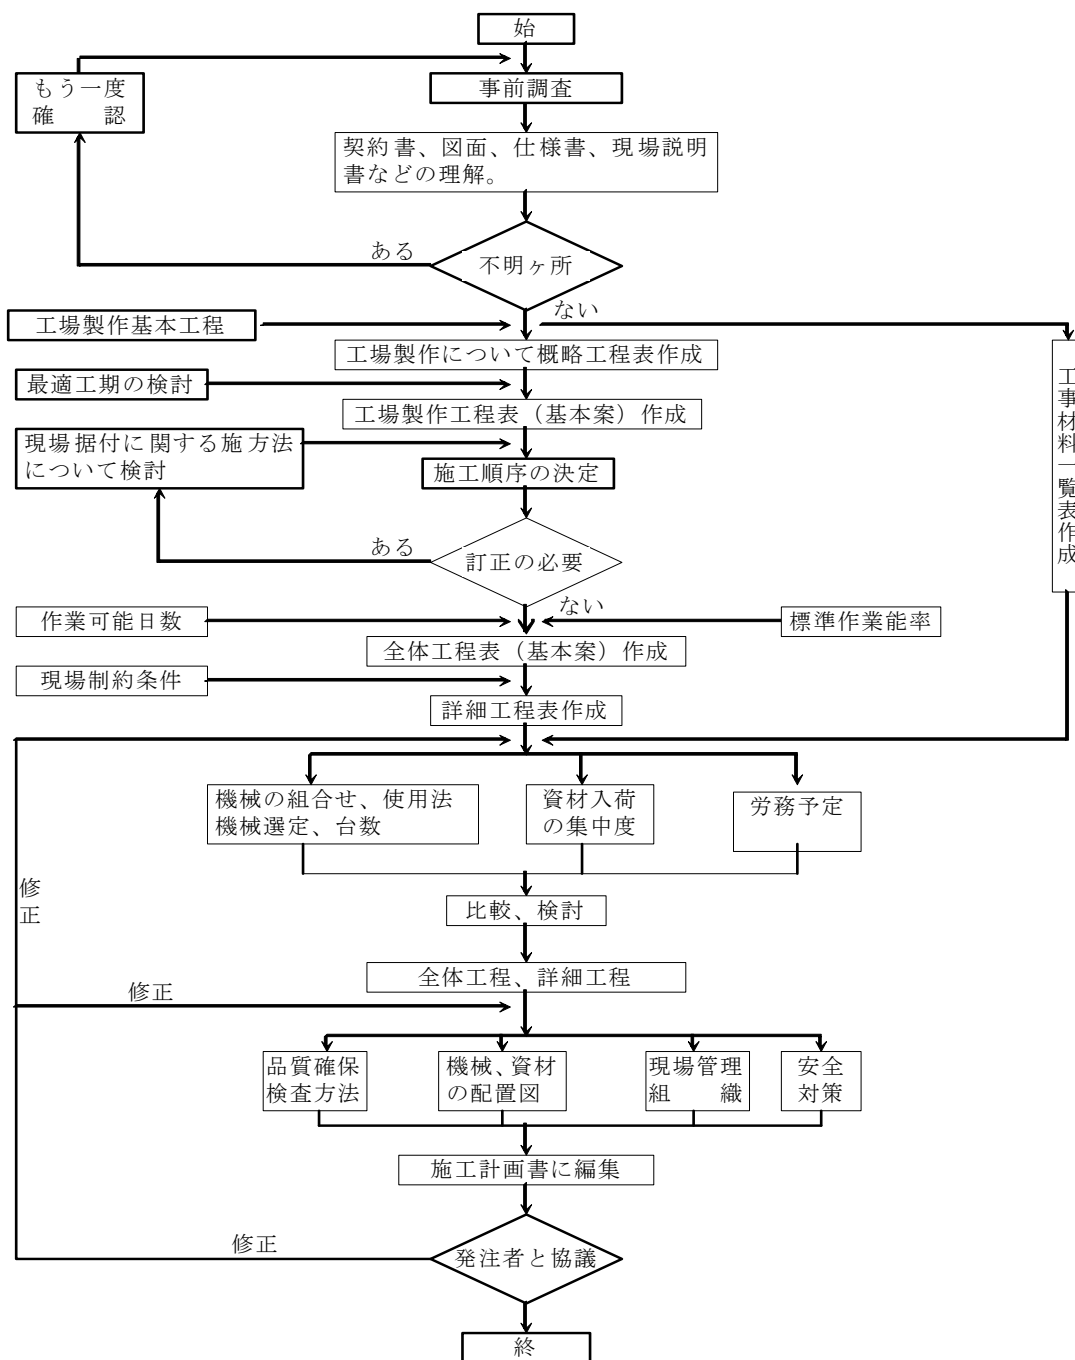 始
もう一度
確 認
事前調査
契約書、図面、仕様書、現場説明
書などの理解。
ある
不明ヶ所
ない
工場製作基本工程
工場製作について概略工程表作成
最適工期の検討
工場製作工程表（基本案）作成
工事材料一覧表作成
現場据付に関する施方法
について検討
施工順序の決定
ある
訂正の必要
ない
作業可能日数
標準作業能率
全体工程表（基本案）作成
現場制約条件
詳細工程表作成
機械の組合せ、使用法
機械選定、台数
資材入荷
の集中度
労務予定
修正
比較、検討
全体工程、詳細工程
修正
品質確保
検査方法
機械、資材
の配置図
現場管理
組 織
安全
対策
施工計画書に編集
修正
発注者と協議
終